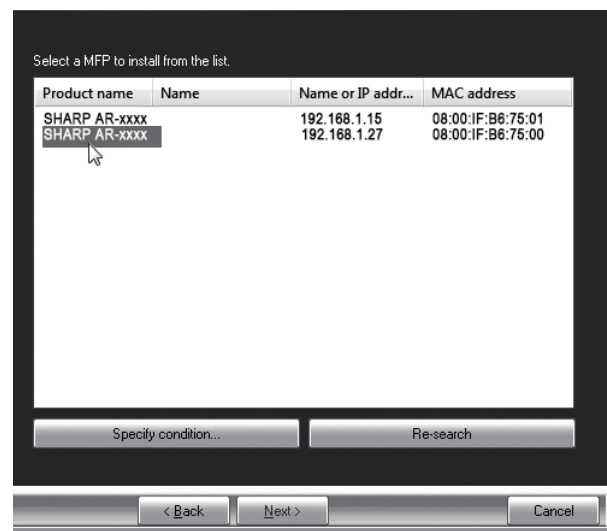 Select a MFP to install from the list.
Product name Name Name or IP addr... MAC address
SHARP AR-xxxx 192.168.1.15 08:00:IF:B6:75:01
SHARP AR-xxxx 192.168.1.27 08:00:IF:B6:75:00
Specify condition... Re-search
< Back Next > Cancel